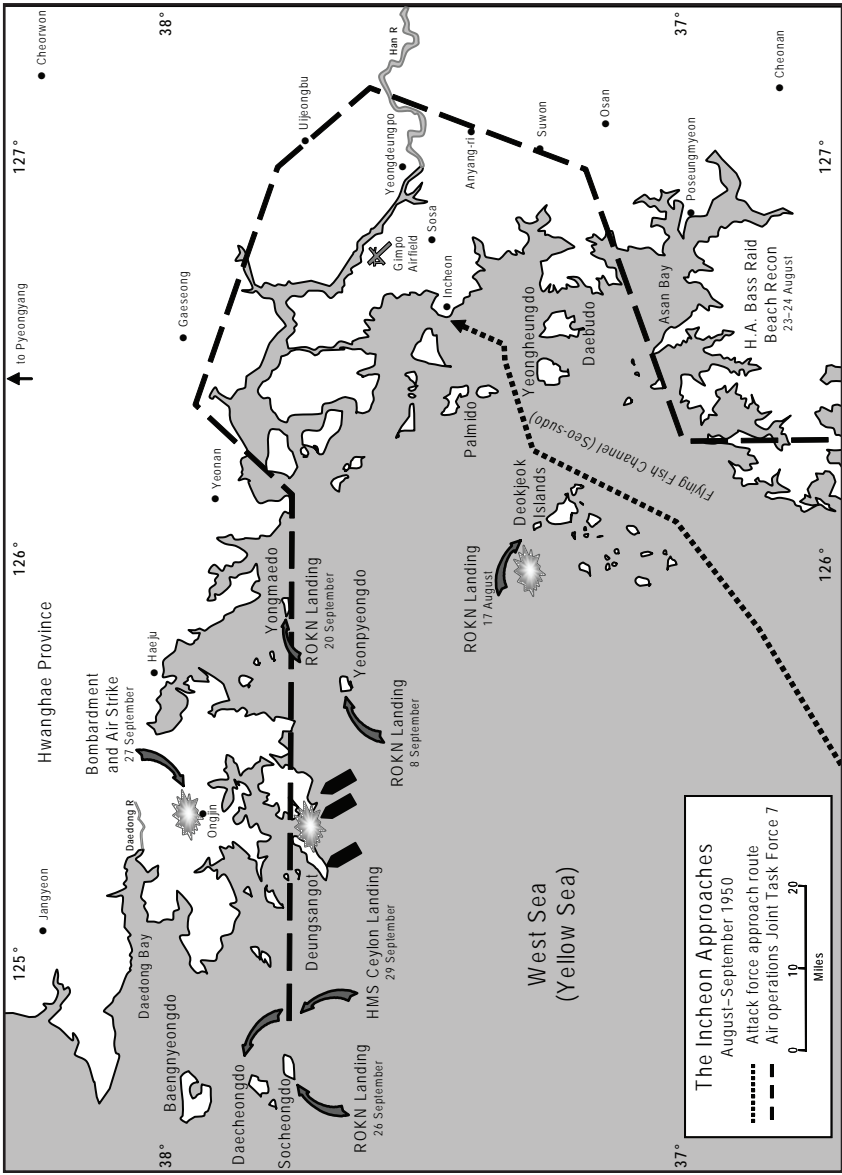 to Pyeongyang
Cheorwon
Hwanghae Province
Jangyeon
125°
126°
127°
38°
38°
37°
37°
125°
126°
127°
Gaeseong
Uijeongbu
Han R
Yeonan
Haeju
Bombardment
and Air Strike
27 September
Daedong R
Ongjin
Daedong Bay
Baengnyeongdo
Daecheongdo
Socheongdo
ROKN Landing
26 September
HMS Ceylon Landing
29 September
Deungsangot
ROKN Landing
8 September
Yeonpyeongdo
Yongmaedo
ROKN Landing
20 September
ROKN Landing
17 August
Deokjeok
Islands
Flying Fish Channel (Seo-sudo)
Palmido
Yeongheungdo
Daebudo
Incheon
Sosa
Gimpo
Airfield
Yeongdeungpo
Anyang-ri
Suwon
Osan
Cheonan
Poseungmyeon
Asan Bay
H.A. Bass Raid
Beach Recon
23–24 August
West Sea
(Yellow Sea)
The Incheon Approaches
August–September 1950
Attack force approach route
Air operations Joint Task Force 7
0
10
20
Miles